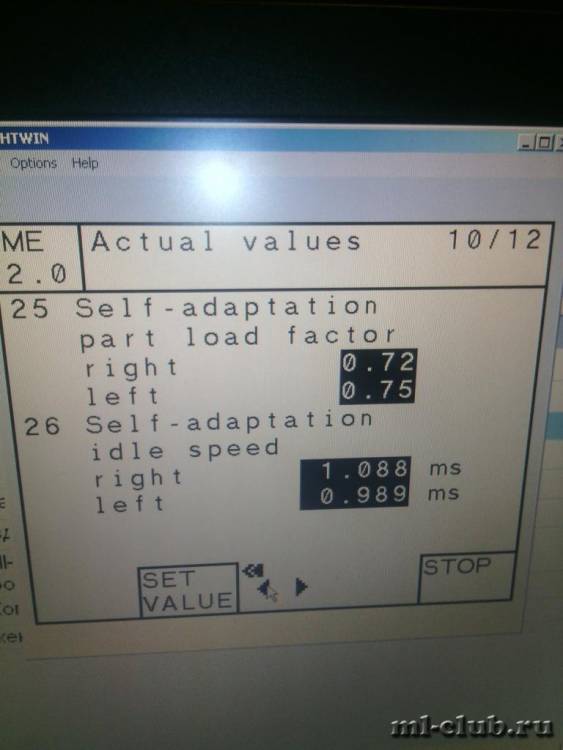 HTWIN
Options Help
ME
2.0
Actual values 10/12
25 Self-adaptation
part load factor
right 0.72
left 0.75
26 Self-adaptation
idle speed
right 1.088 ms
left 0.989 ms
SET
VALUE
STOP
ml-club.ru